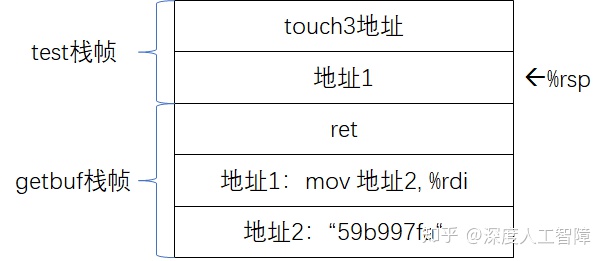 touch3地址
test栈帧
地址1
←%rsp
ret
getbuf栈帧
地址1：mov 地址2, %rdi
地址2：“59b997fa“
知乎 @深度人工智障